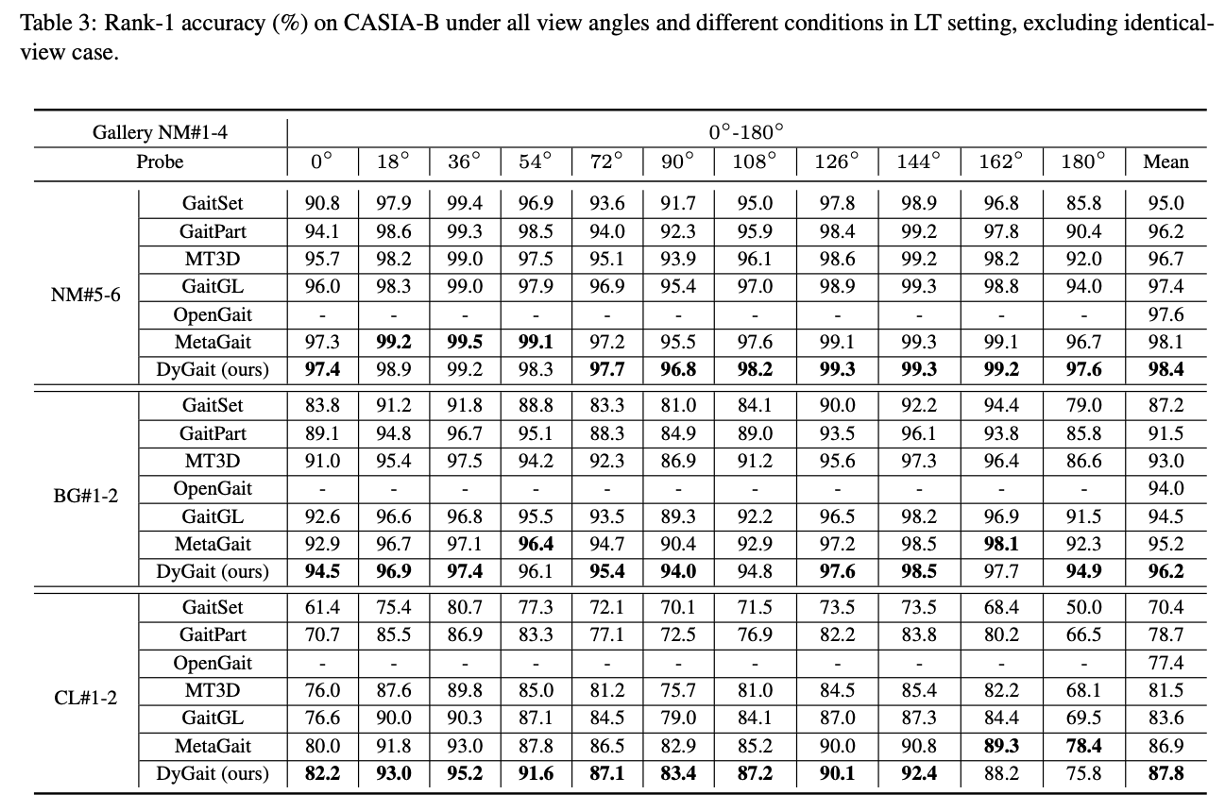 Table 3: Rank-1 accuracy (%) on CASIA-B under all view angles and different conditions in LT setting, excluding identical-
view case.
Gallery NM#1-4 0°-180°
Probe 0° 18° 36° 54° 72° 90° 108° 126° 144° 162° 180° Mean
NM#5-6
GaitSet 90.8 97.9 99.4 96.9 93.6 91.7 95.0 97.8 98.9 96.8 85.8 95.0
GaitPart 94.1 98.6 99.3 98.5 94.0 92.3 95.9 98.4 99.2 97.8 90.4 96.2
MT3D 95.7 98.2 99.0 97.5 95.1 93.9 96.1 98.6 99.2 98.2 92.0 96.7
GaitGL 96.0 98.3 99.0 97.9 96.9 95.4 97.0 98.9 99.3 98.8 94.0 97.4
OpenGait - - - - - - - - - - - 97.6
MetaGait 97.3 99.2 99.5 99.1 97.2 95.5 97.6 99.1 99.3 99.1 96.7 98.1
DyGait (ours) 97.4 98.9 99.2 98.3 97.7 96.8 98.2 99.3 99.3 99.2 97.6 98.4
BG#1-2
GaitSet 83.8 91.2 91.8 88.8 83.3 81.0 84.1 90.0 92.2 94.4 79.0 87.2
GaitPart 89.1 94.8 96.7 95.1 88.3 84.9 89.0 93.5 96.1 93.8 85.8 91.5
MT3D 91.0 95.4 97.5 94.2 92.3 86.9 91.2 95.6 97.3 96.4 86.6 93.0
OpenGait - - - - - - - - - - - 94.0
GaitGL 92.6 96.6 96.8 95.5 93.5 89.3 92.2 96.5 98.2 96.9 91.5 94.5
MetaGait 92.9 96.7 97.1 96.4 94.7 90.4 92.9 97.2 98.5 98.1 92.3 95.2
DyGait (ours) 94.5 96.9 97.4 96.1 95.4 94.0 94.8 97.6 98.5 97.7 94.9 96.2
CL#1-2
GaitSet 61.4 75.4 80.7 77.3 72.1 70.1 71.5 73.5 73.5 68.4 50.0 70.4
GaitPart 70.7 85.5 86.9 83.3 77.1 72.5 76.9 82.2 83.8 80.2 66.5 78.7
OpenGait - - - - - - - - - - - 77.4
MT3D 76.0 87.6 89.8 85.0 81.2 75.7 81.0 84.5 85.4 82.2 68.1 81.5
GaitGL 76.6 90.0 90.3 87.1 84.5 79.0 84.1 87.0 87.3 84.4 69.5 83.6
MetaGait 80.0 91.8 93.0 87.8 86.5 82.9 85.2 90.0 90.8 89.3 78.4 86.9
DyGait (ours) 82.2 93.0 95.2 91.6 87.1 83.4 87.2 90.1 92.4 88.2 75.8 87.8